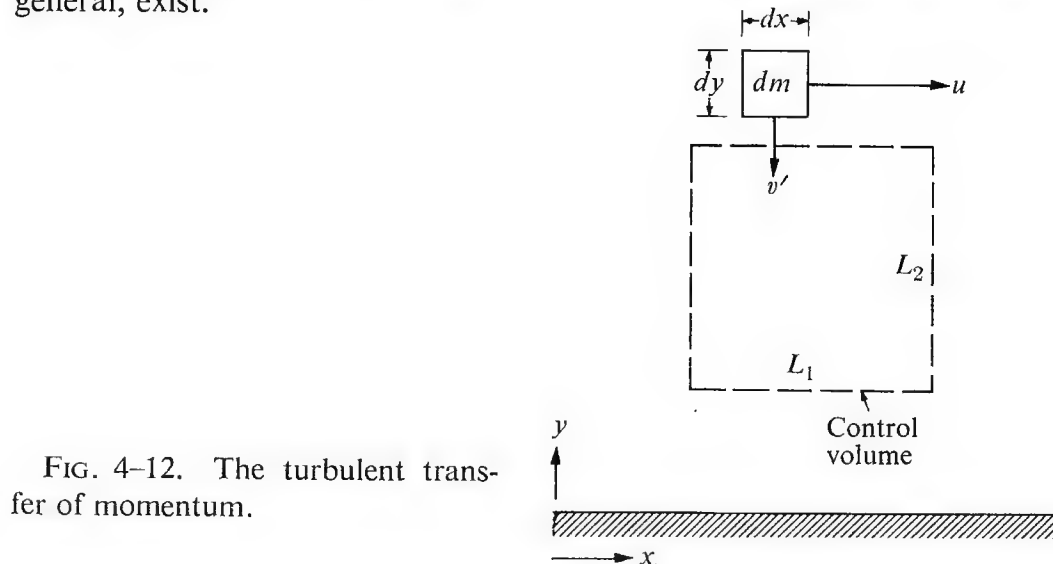 general, exist.
dx
dy
dm
u
v′
L₂
L₁
Control
volume
y
FIG. 4–12. The turbulent trans-
fer of momentum.
x